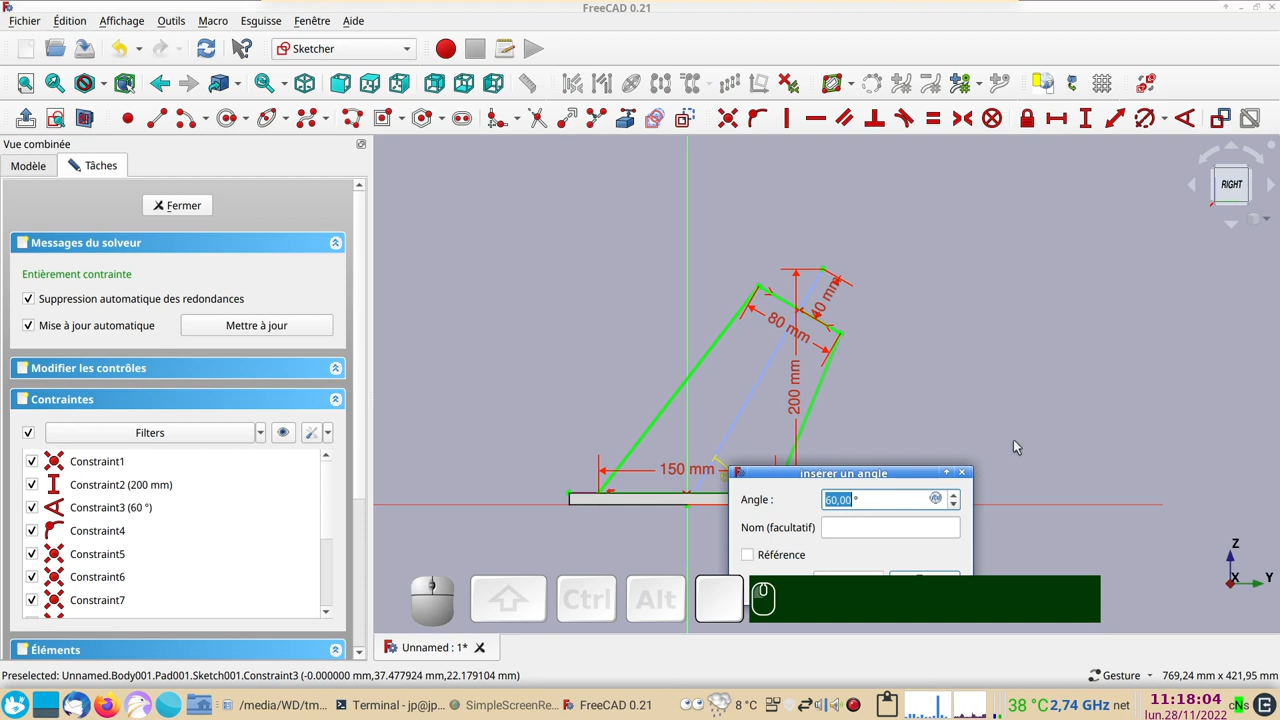 FreeCAD 0.21
Fichier Édition Affichage Outils Macro Esquisse Fenêtre Aide
Sketcher
Vue combinée
Modèle Tâches
Fermer
Messages du solveur
Entièrement contrainte
Suppression automatique des redondances
Mise à jour automatique Mettre à jour
Modifier les contrôles
Contraintes
Filters
Constraint1
Constraint2 (200 mm)
Constraint3 (60 °)
Constraint4
Constraint5
Constraint6
Constraint7
Éléments
RIGHT
40 mm
80 mm
200 mm
150 mm
insérer un angle
Angle : 60,00 °
Nom (facultatif)
Référence
Ctrl Alt
Z
X Y
Unnamed : 1*
Preselected: Unnamed.Body001.Pad001.Sketch001.Constraint3 (-0.000000 mm,37.477924 mm,22.179104 mm) Gesture 769,24 mm x 421,95 mm
/media/WD/tm... Terminal - jp@jp... SimpleScreenRe... FreeCAD 0.21 8 °C 38 °C 2,74 GHz net 11:18:04
lun.28/11/2022 cNs